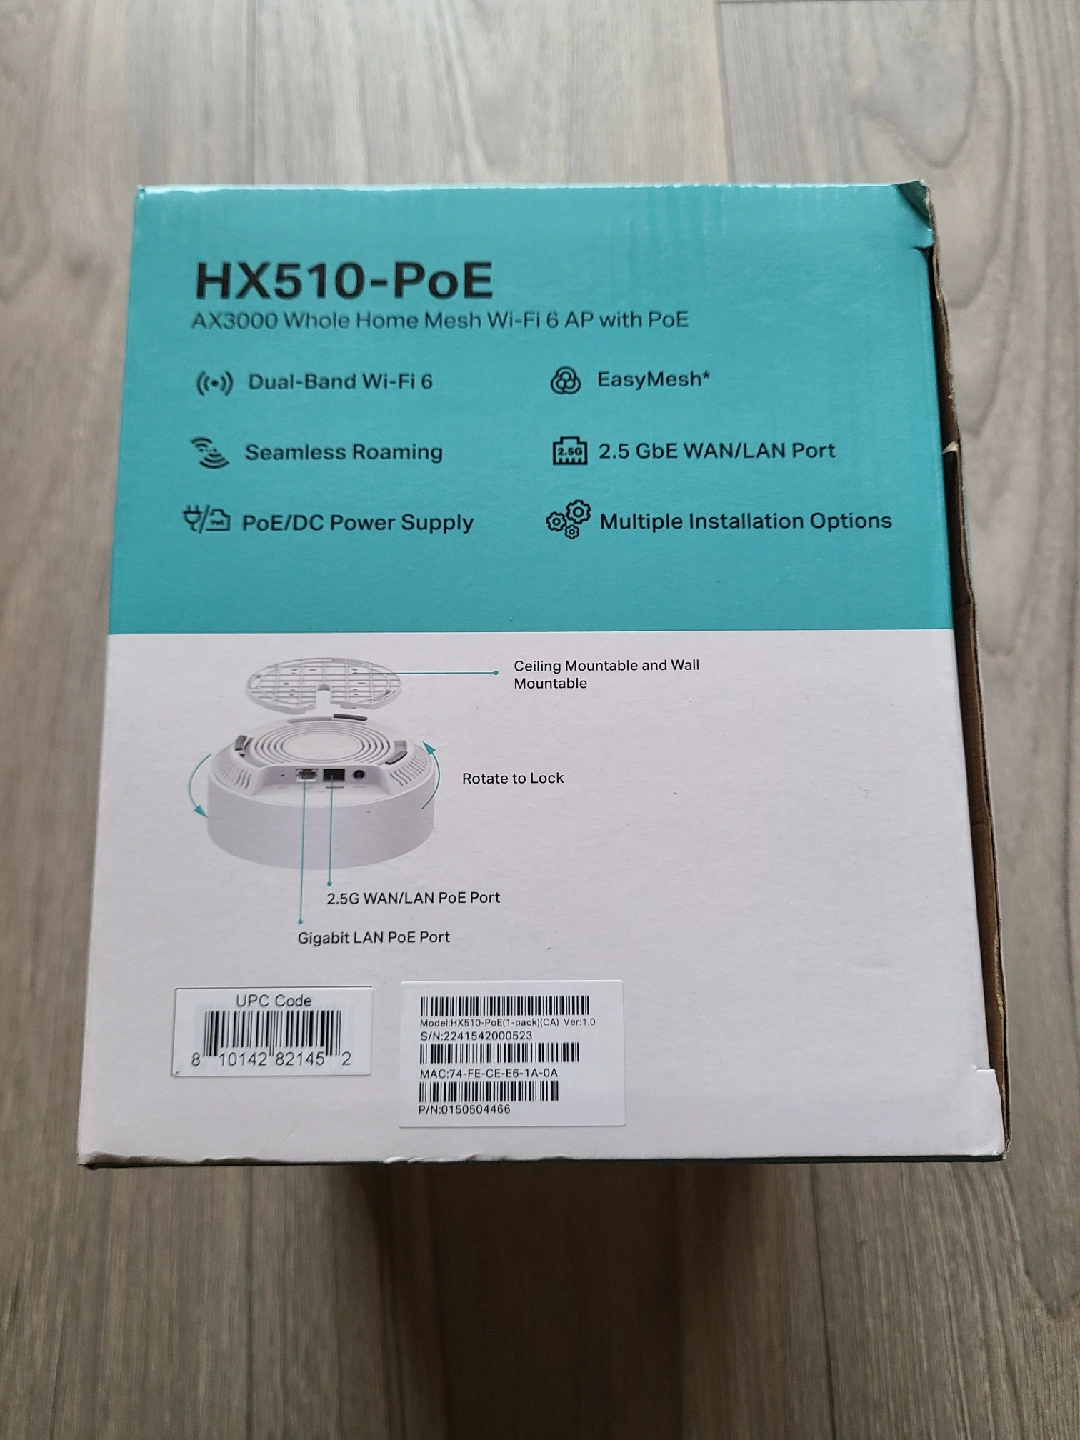 HX510-PoE
AX3000 Whole Home Mesh Wi-Fi 6 AP with PoE
Dual-Band Wi-Fi 6
EasyMesh*
Seamless Roaming
2.5G
2.5 GbE WAN/LAN Port
PoE/DC Power Supply
Multiple Installation Options
Ceiling Mountable and Wall
Mountable
Rotate to Lock
2.5G WAN/LAN PoE Port
Gigabit LAN PoE Port
UPC Code
8 10142 82145 2
Model:HX510-PoE(1-pack)(CA) Ver:1.0
S/N:2241542000523
MAC:74-FE-CE-E6-1A-0A
P/N:0150504466